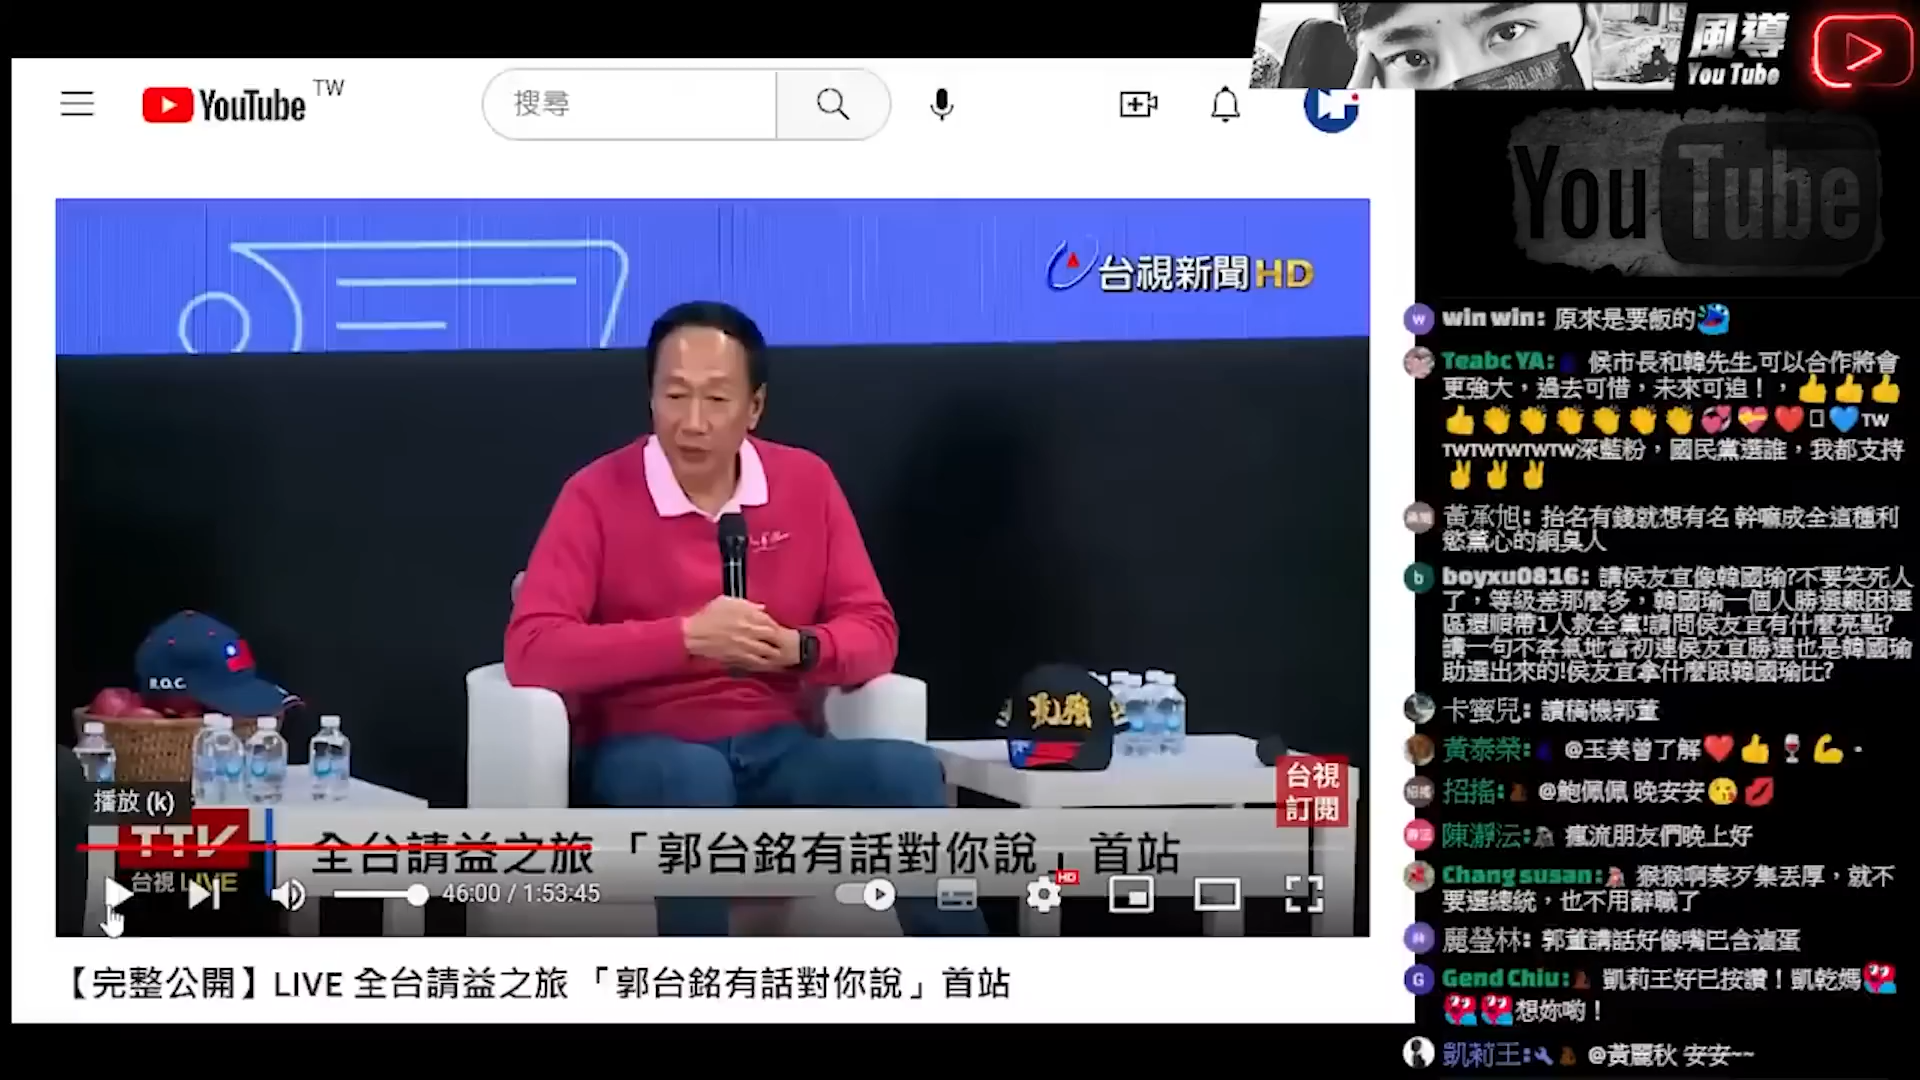 風導
You Tube
YouTube TW
搜尋
You Tube
台視新聞HD
R.O.C.
最強
台視
訂閱
播放 (k)
TTV
台視 LIVE
全台請益之旅 「郭台銘有話對你說」首站
46:00 / 1:53:45
HD
【完整公開】LIVE 全台請益之旅 「郭台銘有話對你說」首站
win win: 原來是要飯的
Teabc YA: 候市長和韓先生,可以合作將會
更強大，過去可惜，未來可追！，👍👍👍
👍👏👏👏👏👏👏💞💝❤️💙TW
TWTWTWTWTW深藍粉，國民黨選誰，我都支持
✌✌✌
黃承旭: 抬名有錢就想有名 幹嘛成全這種利
慾薰心的銅臭人
boyxu0816: 講侯友宜像韓國瑜?不要笑死人
了，等級差那麼多，韓國瑜一個人勝選艱困選
區還順帶1人救全黨!請問侯友宜有什麼亮點?
講一句不客氣地當初連侯友宜勝選也是韓國瑜
助選出來的!侯友宜拿什麼跟韓國瑜比?
卡蜜兒: 讀稿機郭董
黃泰榮: @玉美曾了解❤️👍🍷💪.
招搖: @鮑佩佩 晚安安😘💋
陳瀞沄: 瘋流朋友們晚上好
Chang susan: 猴猴啊奏歹集丟厚，就不
要選總統，也不用辭職了
麗瑩林: 郭董講話好像嘴巴含滷蛋
Gend Chiu: 凱莉王好已按讚！凱乾媽
想妳喲！
凱莉王: @黃麗秋 安安~~